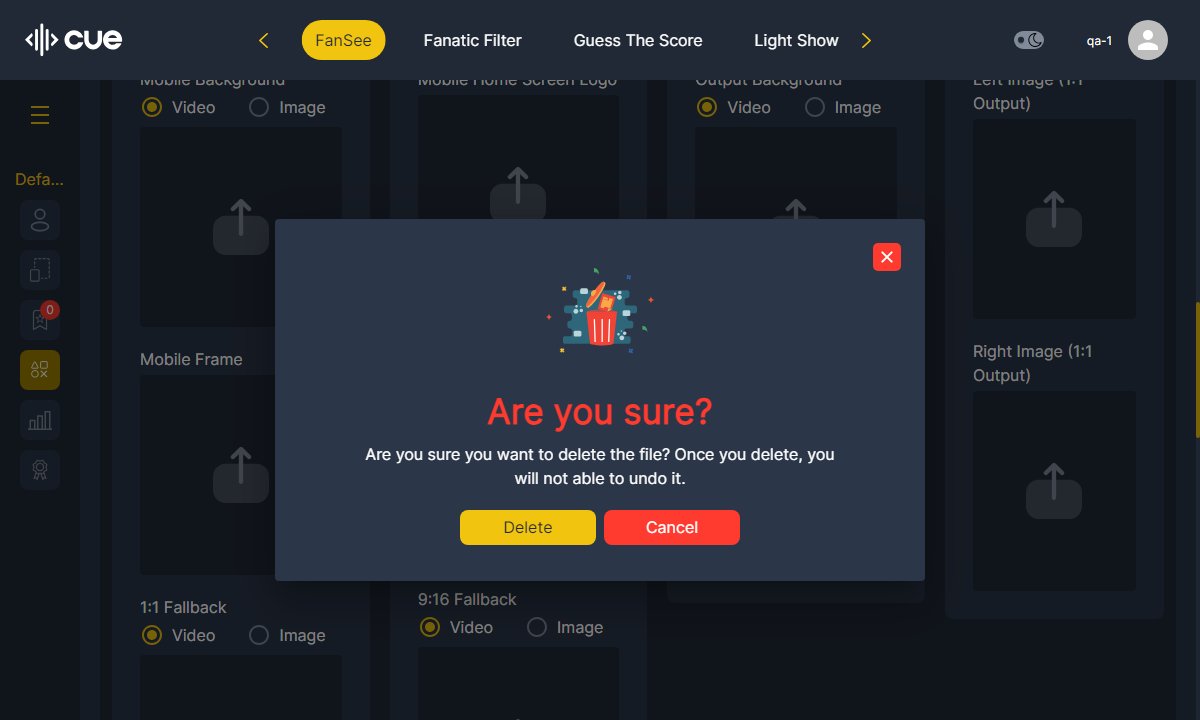 cue
FanSee
Fanatic Filter
Guess The Score
Light Show
qa-1
Mobile Background
Video
Image
Mobile Home Screen Logo
Output Background
Video
Image
Left Image (1:1
Output)
Defa...
0
Mobile Frame
Right Image (1:1
Output)
Are you sure?
Are you sure you want to delete the file? Once you delete, you
will not able to undo it.
Delete
Cancel
1:1 Fallback
Video
Image
9:16 Fallback
Video
Image